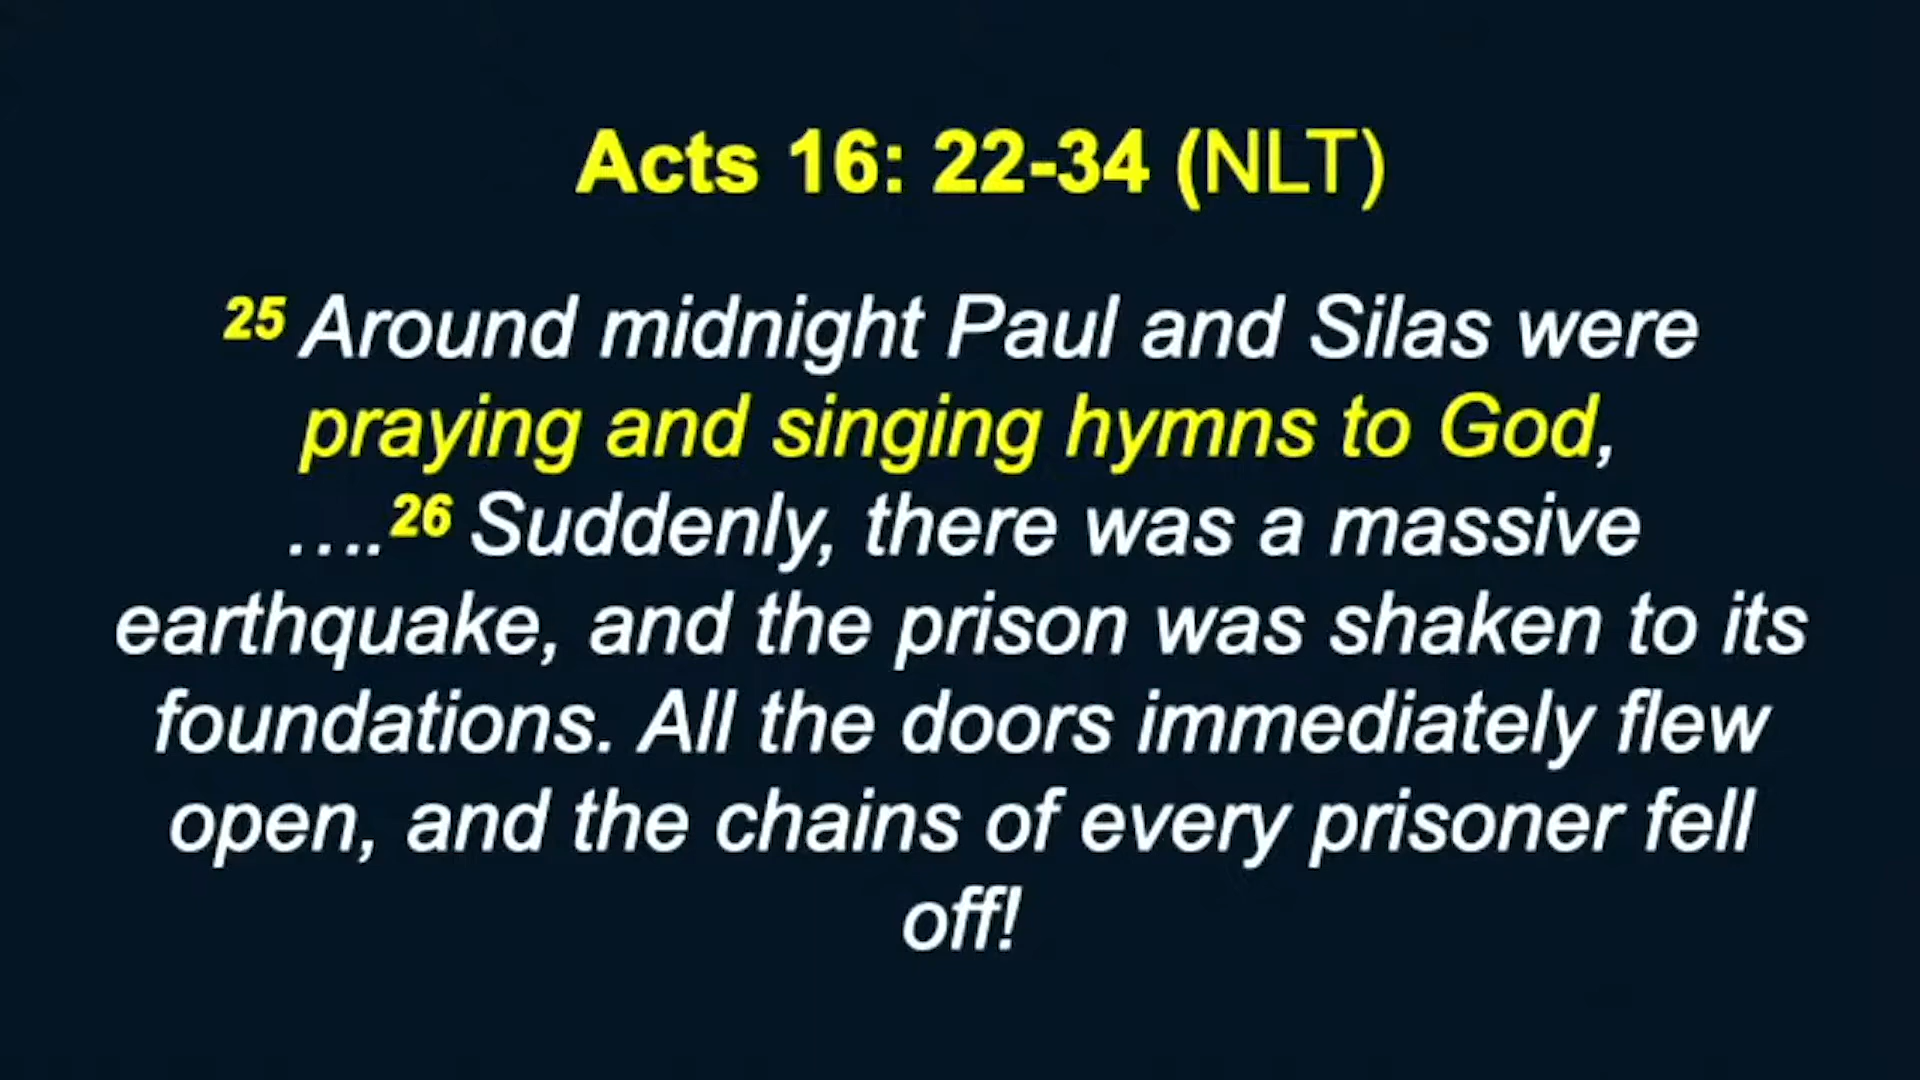 Acts 16: 22-34 (NLT)
25 Around midnight Paul and Silas were
praying and singing hymns to God,
….26 Suddenly, there was a massive
earthquake, and the prison was shaken to its
foundations. All the doors immediately flew
open, and the chains of every prisoner fell
off!